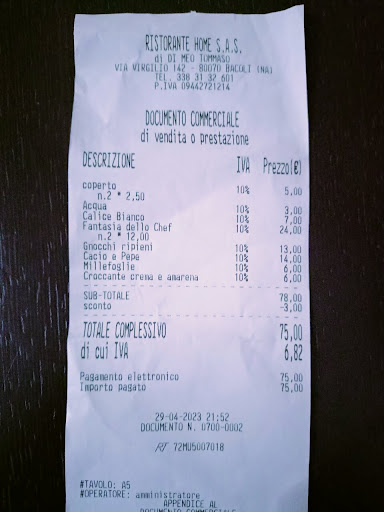 RISTORANTE HOME S.A.S.
di DI MEO TOMMASO
VIA VIRGILIO 142 - 80070 BACOLI (NA)
TEL. 338 31 32 601
P.IVA 09442721214
DOCUMENTO COMMERCIALE
di vendita o prestazione
DESCRIZIONE IVA Prezzo(€)
coperto 10% 5,00
n.2 * 2,50
Acqua 10% 3,00
Calice Bianco 10% 7,00
Fantasia dello Chef 10% 24,00
n.2 * 12,00
Gnocchi ripieni 10% 13,00
Cacio e Pepe 10% 14,00
Millefoglie 10% 6,00
Croccante crema e amarena 10% 6,00
SUB-TOTALE 78,00
sconto -3,00
TOTALE COMPLESSIVO 75,00
di cui IVA 6,82
Pagamento elettronico 75,00
Importo pagato 75,00
29-04-2023 21:52
DOCUMENTO N. 0700-0002
RT 72MU5007018
#TAVOLO: A5
#OPERATORE: amministratore
APPENDICE AL
DOCUMENTO COMMERCIALE